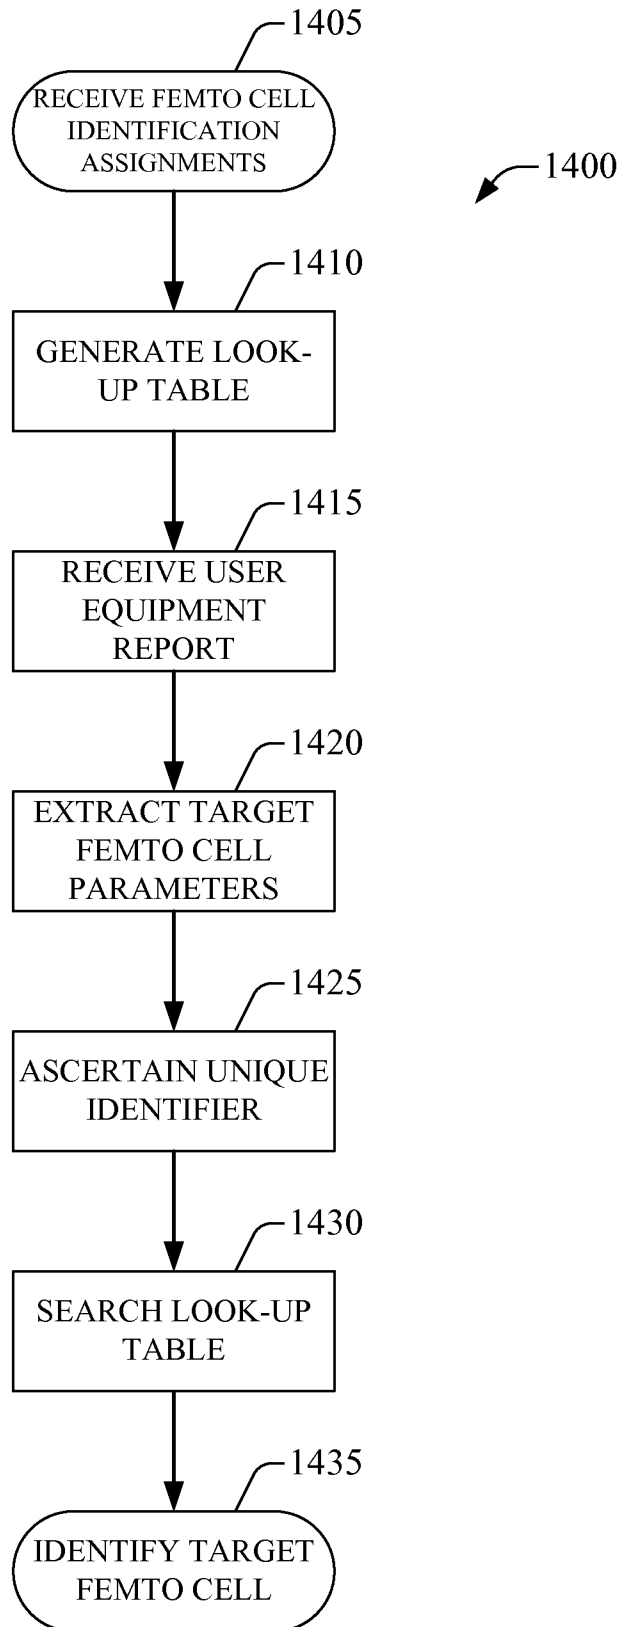 1405
RECEIVE FEMTO CELL
IDENTIFICATION
ASSIGNMENTS
1400
1410
GENERATE LOOK-
UP TABLE
1415
RECEIVE USER
EQUIPMENT
REPORT
1420
EXTRACT TARGET
FEMTO CELL
PARAMETERS
1425
ASCERTAIN UNIQUE
IDENTIFIER
1430
SEARCH LOOK-UP
TABLE
1435
IDENTIFY TARGET
FEMTO CELL